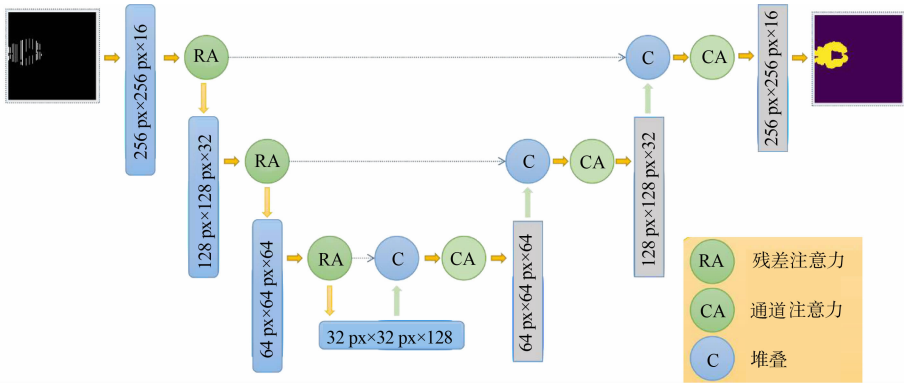 256 px×256 px×16
RA
C
CA
256 px×256 px×16
128 px×128 px×32
RA
C
CA
128 px×128 px×32
64 px×64 px×64
RA
C
CA
64 px×64 px×64
32 px×32 px×128
RA 残差注意力
CA 通道注意力
C 堆叠